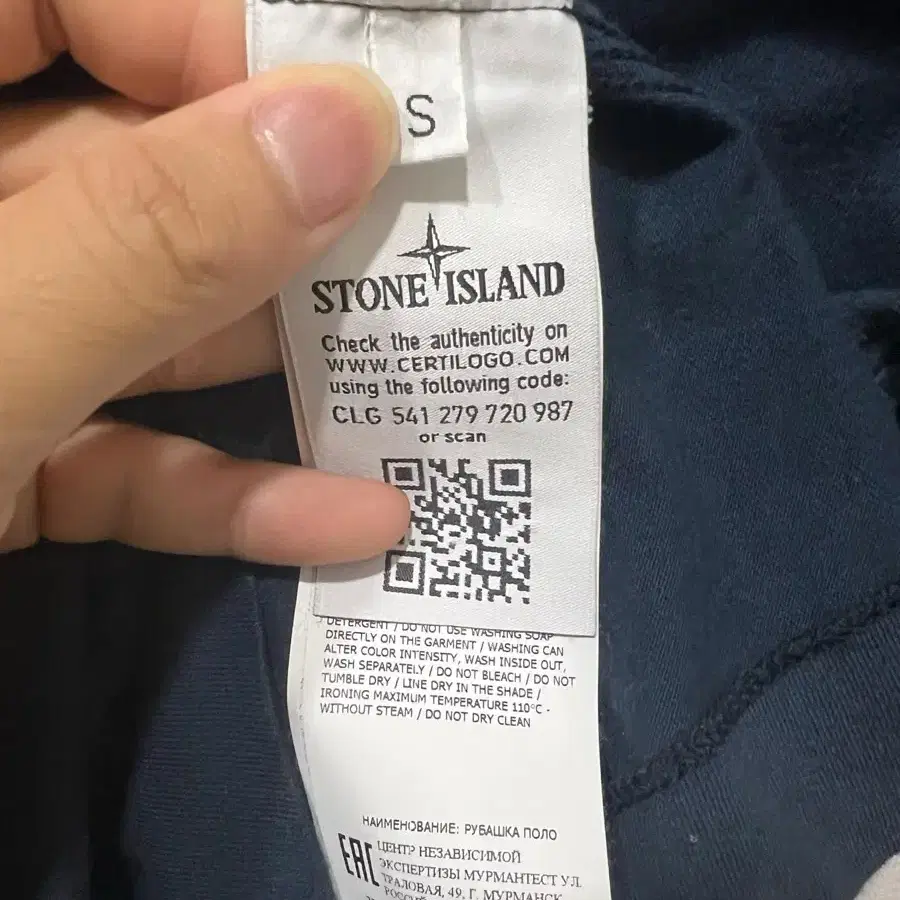 S
STONE ISLAND
Check the authenticity on
WWW.CERTILOGO.COM
using the following code:
CLG 541 279 720 987
or scan
DETERGENT / DO NOT USE WASHING SOAP
DIRECTLY ON THE GARMENT / WASHING CAN
ALTER COLOR INTENSITY, WASH INSIDE OUT,
WASH SEPARATELY / DO NOT BLEACH / DO NOT
TUMBLE DRY / LINE DRY IN THE SHADE /
IRONING MAXIMUM TEMPERATURE 110°C -
WITHOUT STEAM / DO NOT DRY CLEAN
НАИМЕНОВАНИЕ: РУБАШКА ПОЛО
EAC
ЦЕНТР НЕЗАВИСИМОЙ
ЭКСПЕРТИЗЫ МУРМАНТЕСТ УЛ.
ТРАЛОВАЯ, 49, Г. МУРМАНСК,